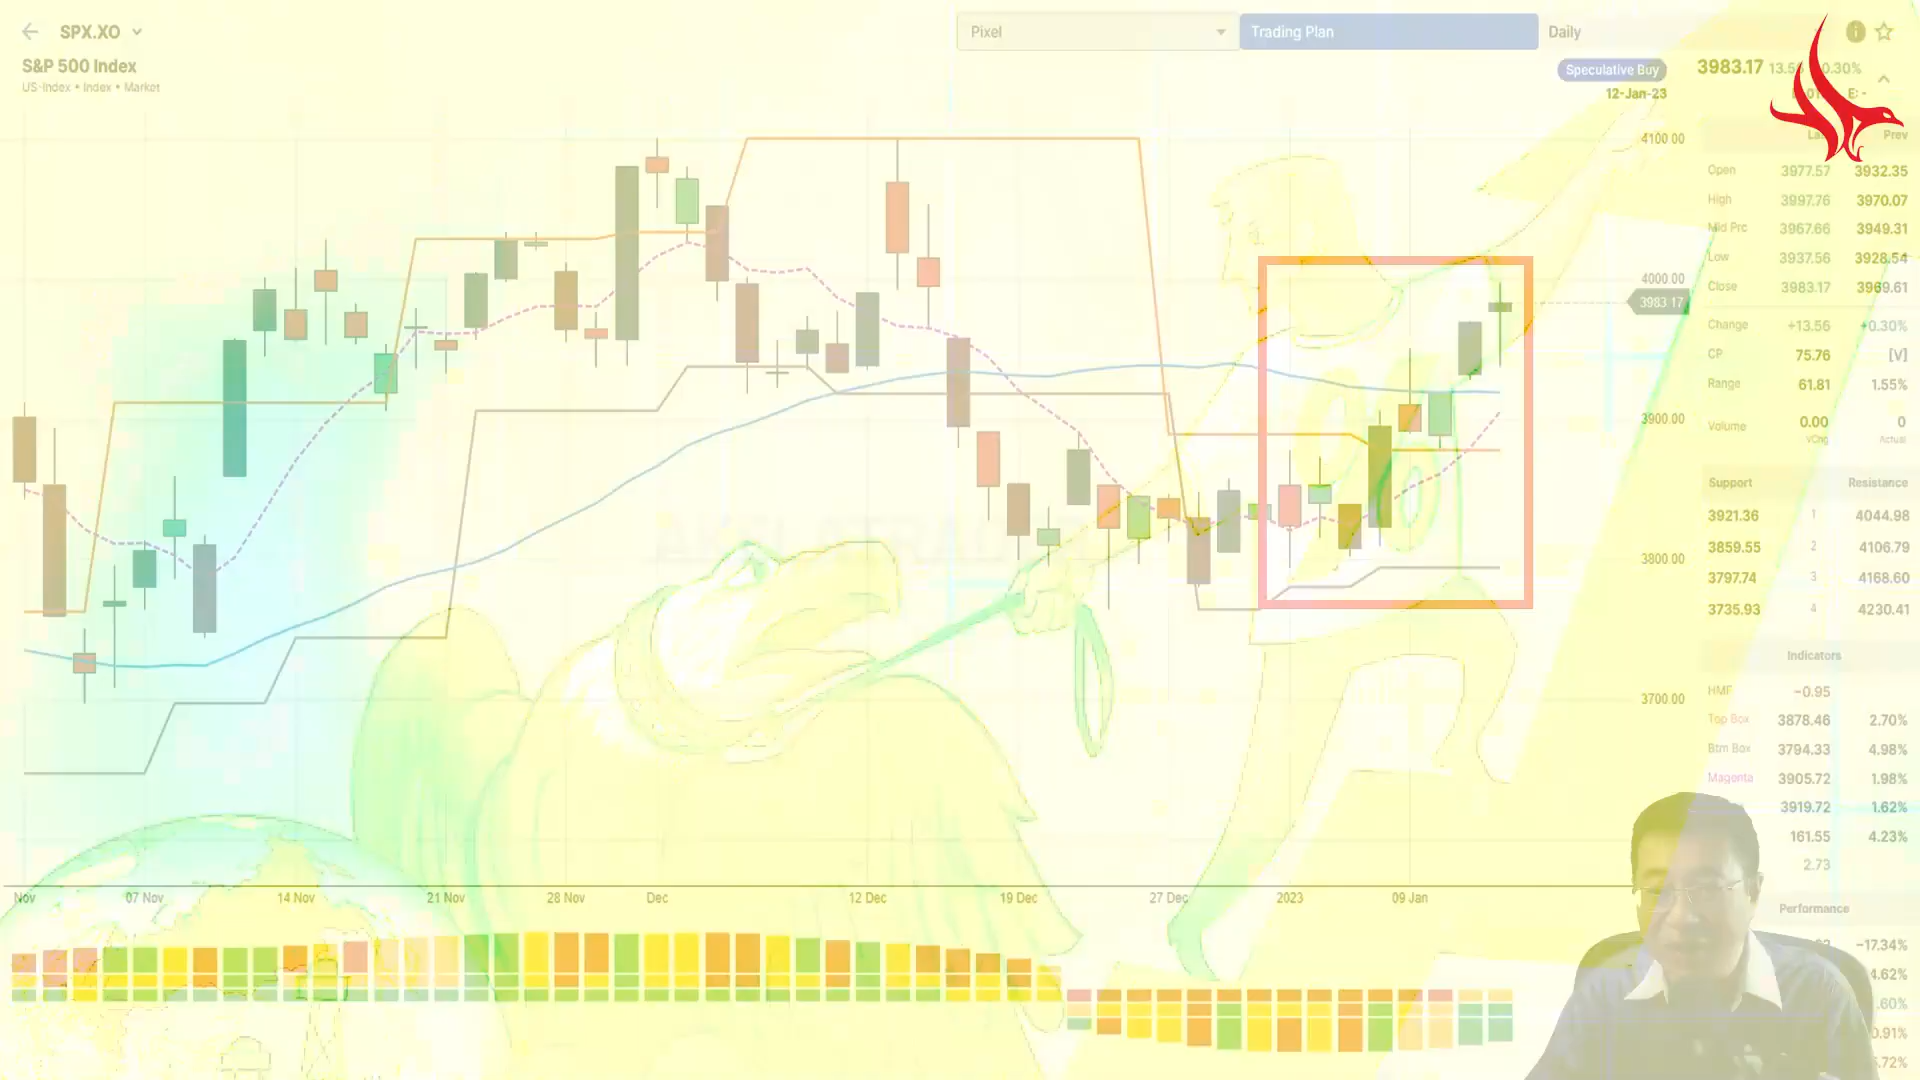 SPX.XO
Pixel
Trading Plan
Daily
S&P 500 Index
US-Index • Index • Market
Speculative Buy
3983.17
12-Jan-23
4100.00
4000.00
3983.17
3900.00
3800.00
3700.00
Prev
Open 3977.57 3932.35
High 3997.76 3970.07
Mid Prc 3967.66 3949.31
Low 3937.56 3928.54
Close 3983.17 3969.61
Change +13.56 +0.30%
CP 75.76 [V]
Range 61.81 1.55%
Volume 0.00 0
VChg Actual
Support Resistance
3921.36 1 4044.98
3859.55 2 4106.79
3797.74 3 4168.60
3735.93 4 4230.41
Indicators
HMF −0.95
Top Box 3878.46 2.70%
Btm Box 3794.33 4.98%
Magenta 3905.72 1.98%
3919.72 1.62%
161.55 4.23%
2.73
Performance
−17.34%
Nov 07 Nov 14 Nov 21 Nov 28 Nov Dec 12 Dec 19 Dec 27 Dec 2023 09 Jan